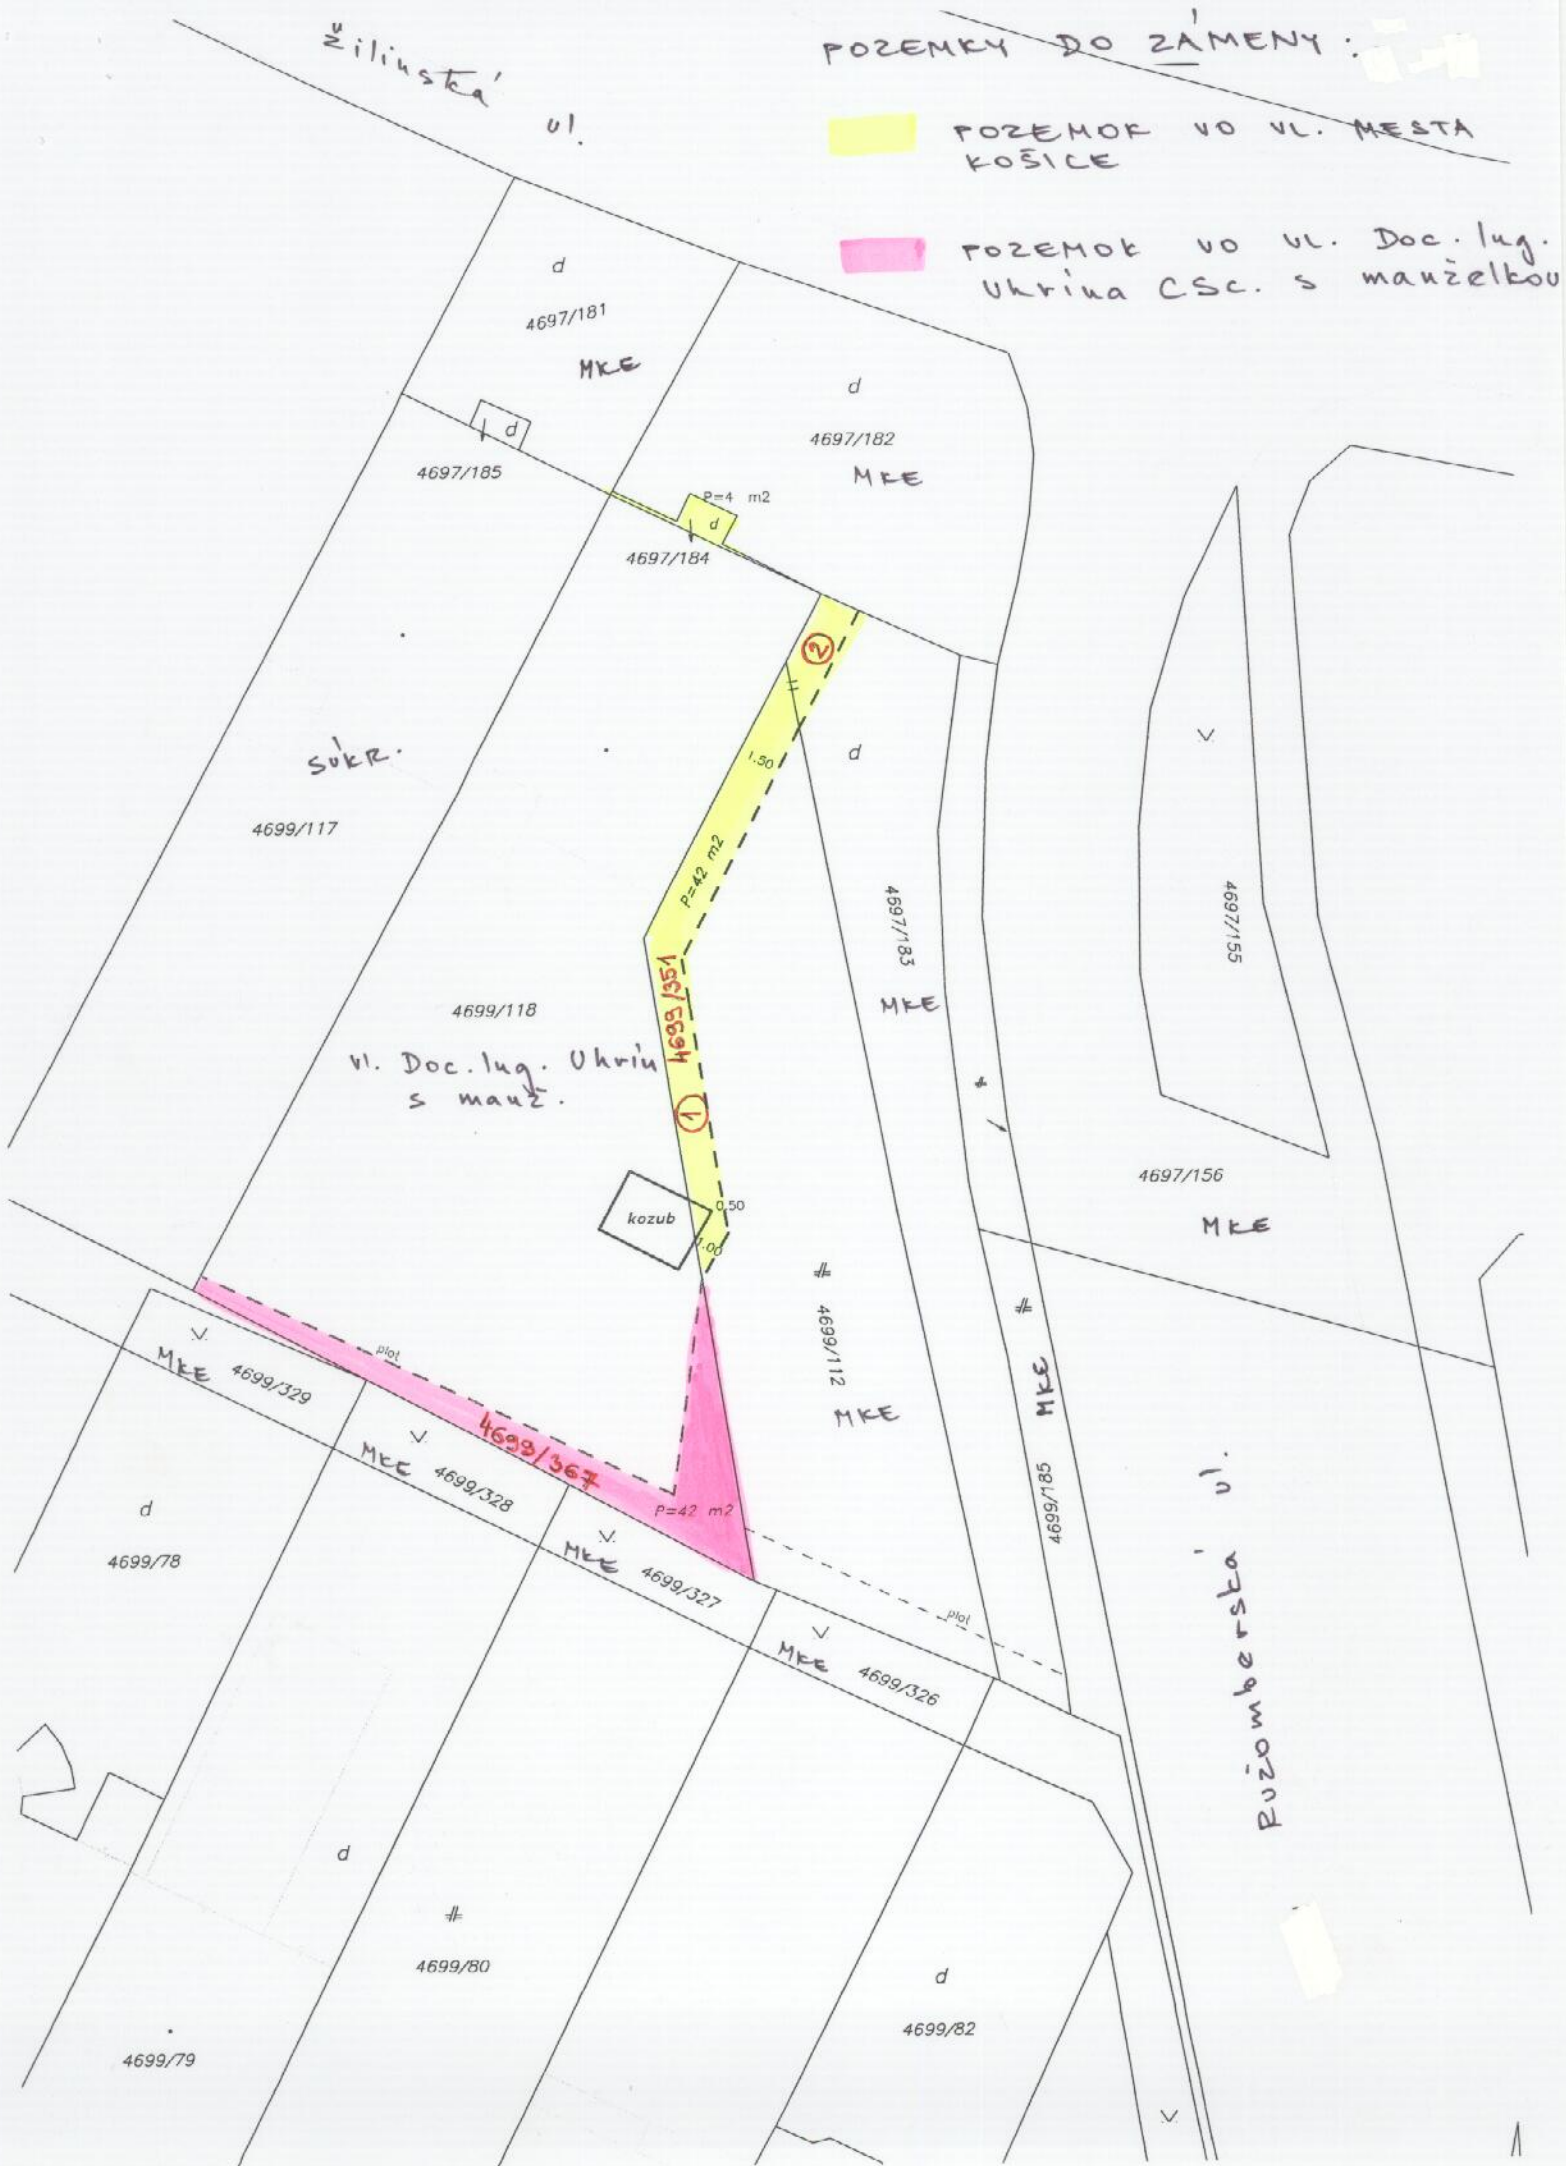 Žilinská ul.
POZEMKY DO ZÁMENY :
POZEMOK VO VL. MESTA
KOŠICE
POZEMOK VO VL. Doc. Ing.
Uhrína CSc. s manželkou
d
4697/181
MKE
d
4697/182
MKE
d
4697/185
P=4 m2
d
4697/184
2
SÚKR.
4699/117
1.50
d
P=42 m2
4697/183
MKE
4697/155
4699/351
4699/118
vl. Doc. Ing. Uhrín
s manž.
1
4697/156
MKE
kozub
0.50
1.00
4699/112
MKE
MKE
4699/185
plot
MKE 4699/329
4699/367
MKE 4699/328
P=42 m2
MKE 4699/327
plot
MKE 4699/326
Ružomberská ul.
d
4699/78
d
4699/80
4699/79
d
4699/82